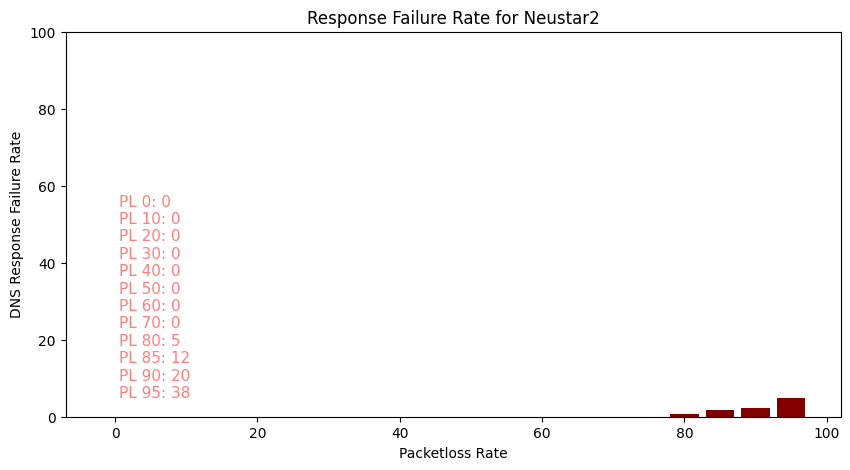 Response Failure Rate for Neustar2
100
80
60
40
20
0
DNS Response Failure Rate
PL 0: 0
PL 10: 0
PL 20: 0
PL 30: 0
PL 40: 0
PL 50: 0
PL 60: 0
PL 70: 0
PL 80: 5
PL 85: 12
PL 90: 20
PL 95: 38
0 20 40 60 80 100
Packetloss Rate